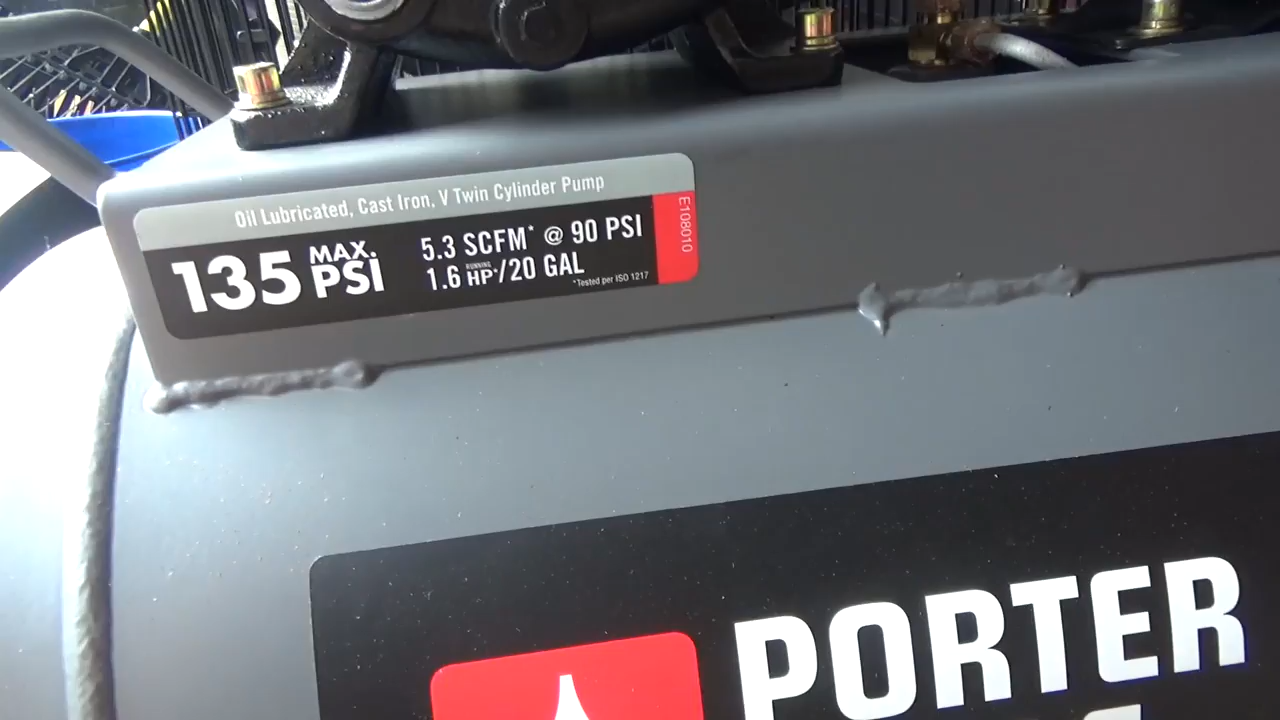 Oil Lubricated, Cast Iron, V Twin Cylinder Pump
135 MAX. PSI
5.3 SCFM* @ 90 PSI
1.6 RUNNING HP*/20 GAL
*Tested per ISO 1217
E108010
PORTER